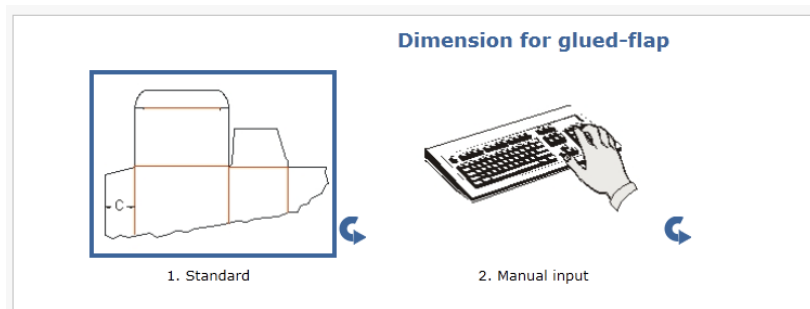 Dimension for glued-flap
C
1. Standard
2. Manual input